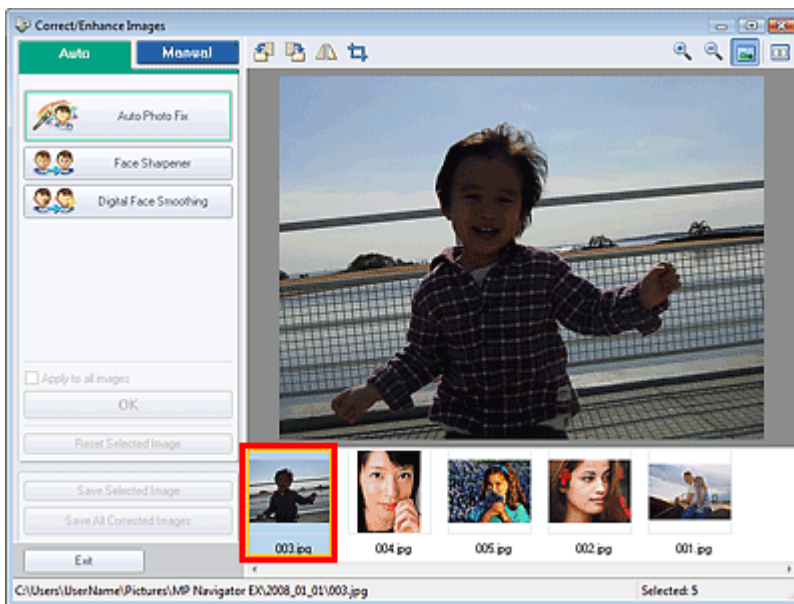 Correct/Enhance Images
Auto Manual
Auto Photo Fix
Face Sharpener
Digital Face Smoothing
Apply to all images
OK
Reset Selected Image
Save Selected Image
Save All Corrected Images
Exit
003.jpg 004.jpg 005.jpg 002.jpg 001.jpg
C:\Users\UserName\Pictures\MP Navigator EX\2008_01_01\003.jpg Selected: 5